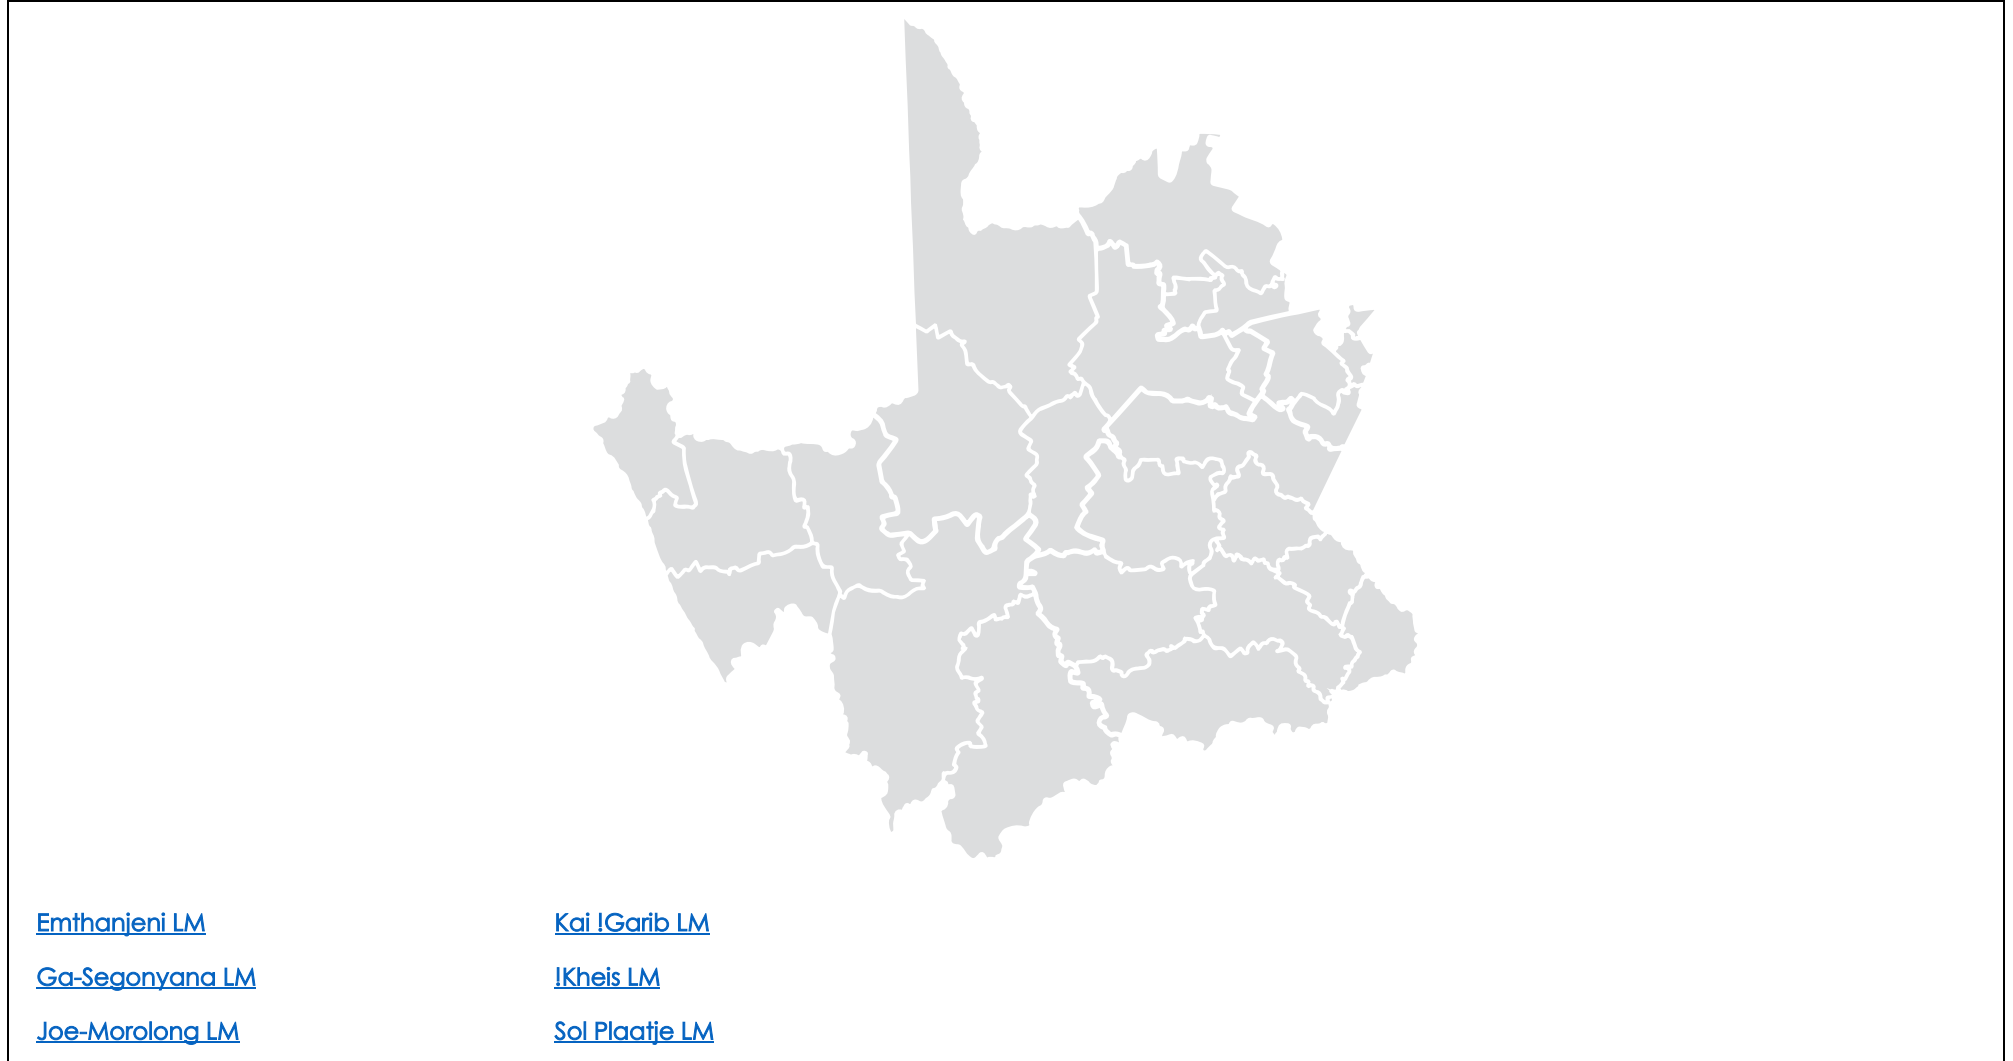 Emthanjeni LM
Kai !Garib LM
Ga-Segonyana LM
!Kheis LM
Joe-Morolong LM
Sol Plaatje LM